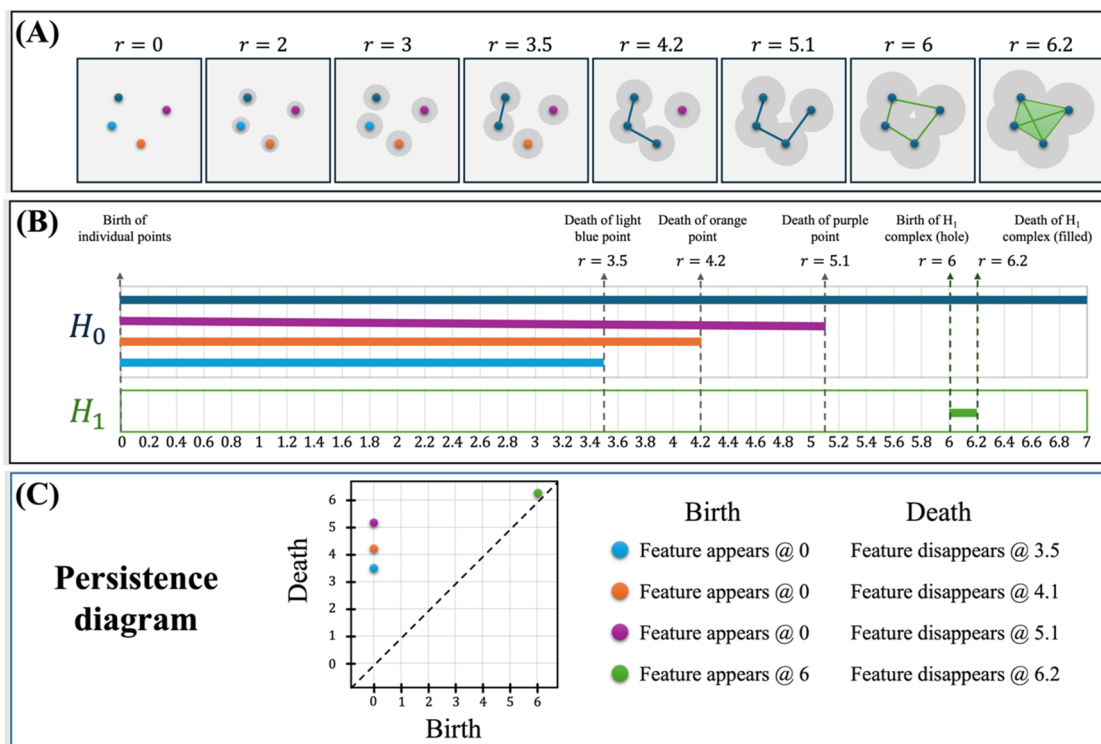 (A)
r = 0 r = 2 r = 3 r = 3.5 r = 4.2 r = 5.1 r = 6 r = 6.2
(B)
Birth of individual points
Death of light blue point
r = 3.5
Death of orange point
r = 4.2
Death of purple point
r = 5.1
Birth of H₁ complex (hole)
r = 6
Death of H₁ complex (filled)
r = 6.2
H₀
H₁
0 0.2 0.4 0.6 0.8 1 1.2 1.4 1.6 1.8 2 2.2 2.4 2.6 2.8 3 3.2 3.4 3.6 3.8 4 4.2 4.4 4.6 4.8 5 5.2 5.4 5.6 5.8 6 6.2 6.4 6.6 6.8 7
(C)
Persistence
diagram
Death
6
5
4
3
2
1
0
0 1 2 3 4 5 6
Birth
Birth Death
Feature appears @ 0 Feature disappears @ 3.5
Feature appears @ 0 Feature disappears @ 4.1
Feature appears @ 0 Feature disappears @ 5.1
Feature appears @ 6 Feature disappears @ 6.2